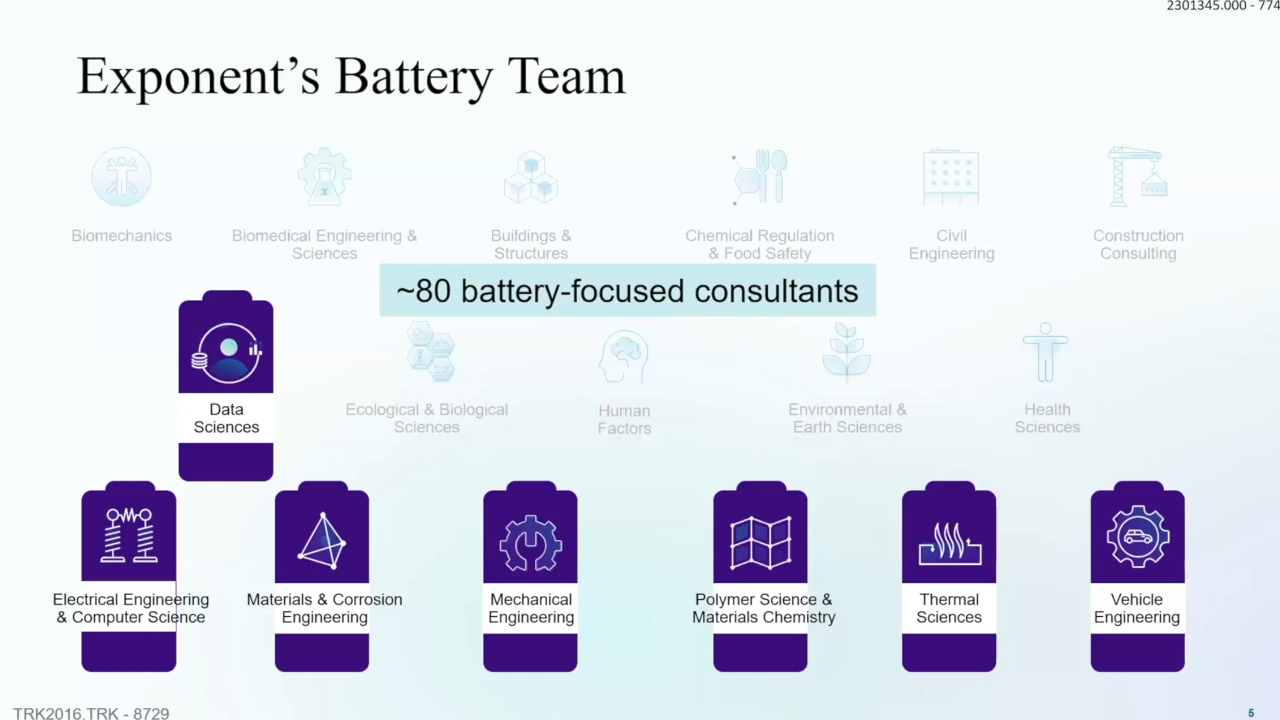 2301345.000 - 774
Exponent’s Battery Team
Biomechanics
Biomedical Engineering &
Sciences
Buildings &
Structures
Chemical Regulation
& Food Safety
Civil
Engineering
Construction
Consulting
~80 battery-focused consultants
Data
Sciences
Ecological & Biological
Sciences
Human
Factors
Environmental &
Earth Sciences
Health
Sciences
Electrical Engineering
& Computer Science
Materials & Corrosion
Engineering
Mechanical
Engineering
Polymer Science &
Materials Chemistry
Thermal
Sciences
Vehicle
Engineering
TRK2016.TRK - 8729
5